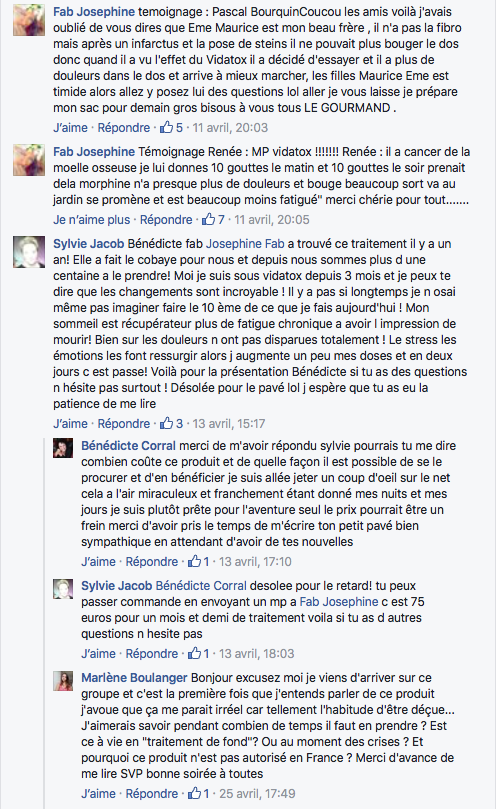 Fab Josephine temoignage : Pascal BourquinCoucou les amis voilà j'avais
oublié de vous dires que Eme Maurice est mon beau frère , il n'a pas la fibro
mais après un infarctus et la pose de steins il ne pouvait plus bouger le dos
donc quand il a vu l'effet du Vidatox il a décidé d'essayer et il a plus de
douleurs dans le dos et arrive à mieux marcher, les filles Maurice Eme est
timide alors allez y posez lui des questions lol aller je vous laisse je prépare
mon sac pour demain gros bisous à vous tous LE GOURMAND .
J'aime · Répondre · 5 · 11 avril, 20:03
Fab Josephine Témoignage Renée : MP vidatox !!!!!!! Renée : il a cancer de la
moelle osseuse je lui donnes 10 gouttes le matin et 10 gouttes le soir prenait
dela morphine n'a presque plus de douleurs et bouge beaucoup sort va au
jardin se promène et est beaucoup moins fatigué" merci chérie pour tout.......
Je n'aime plus · Répondre · 7 · 11 avril, 20:05
Sylvie Jacob Bénédicte fab Josephine Fab a trouvé ce traitement il y a un
an! Elle a fait le cobaye pour nous et depuis nous sommes plus d une
centaine a le prendre! Moi je suis sous vidatox depuis 3 mois et je peux te
dire que les changements sont incroyable ! Il y a pas si longtemps je n osai
même pas imaginer faire le 10 ème de ce que je fais aujourd'hui ! Mon
sommeil est récupérateur plus de fatigue chronique a avoir l impression de
mourir! Bien sur les douleurs n ont pas disparues totalement ! Le stress les
émotions les font ressurgir alors j augmente un peu mes doses et en deux
jours c est passe! Voilà pour la présentation Bénédicte si tu as des questions
n hésite pas surtout ! Désolée pour le pavé lol j espère que tu as eu la
patience de me lire
J'aime · Répondre · 3 · 13 avril, 15:17
Bénédicte Corral merci de m'avoir répondu sylvie pourrais tu me dire
combien coûte ce produit et de quelle façon il est possible de se le
procurer et d'en bénéficier je suis allée jeter un coup d'oeil sur le net
cela a l'air miraculeux et franchement étant donné mes nuits et mes
jours je suis plutôt prête pour l'aventure seul le prix pourrait être un
frein merci d'avoir pris le temps de m'écrire ton petit pavé bien
sympathique en attendant d'avoir de tes nouvelles
J'aime · Répondre · 1 · 13 avril, 17:10
Sylvie Jacob Bénédicte Corral desolee pour le retard! tu peux
passer commande en envoyant un mp a Fab Josephine c est 75
euros pour un mois et demi de traitement voila si tu as d autres
questions n hesite pas
J'aime · Répondre · 1 · 13 avril, 18:03
Marlène Boulanger Bonjour excusez moi je viens d'arriver sur ce
groupe et c'est la première fois que j'entends parler de ce produit
j'avoue que ça me parait irréel car tellement l'habitude d'être déçue...
J'aimerais savoir pendant combien de temps il faut en prendre ? Est
ce à vie en "traitement de fond"? Ou au moment des crises ? Et
pourquoi ce produit n'est pas autorisé en France ? Merci d'avance de
me lire SVP bonne soirée à toutes
J'aime · Répondre · 1 · 25 avril, 17:49